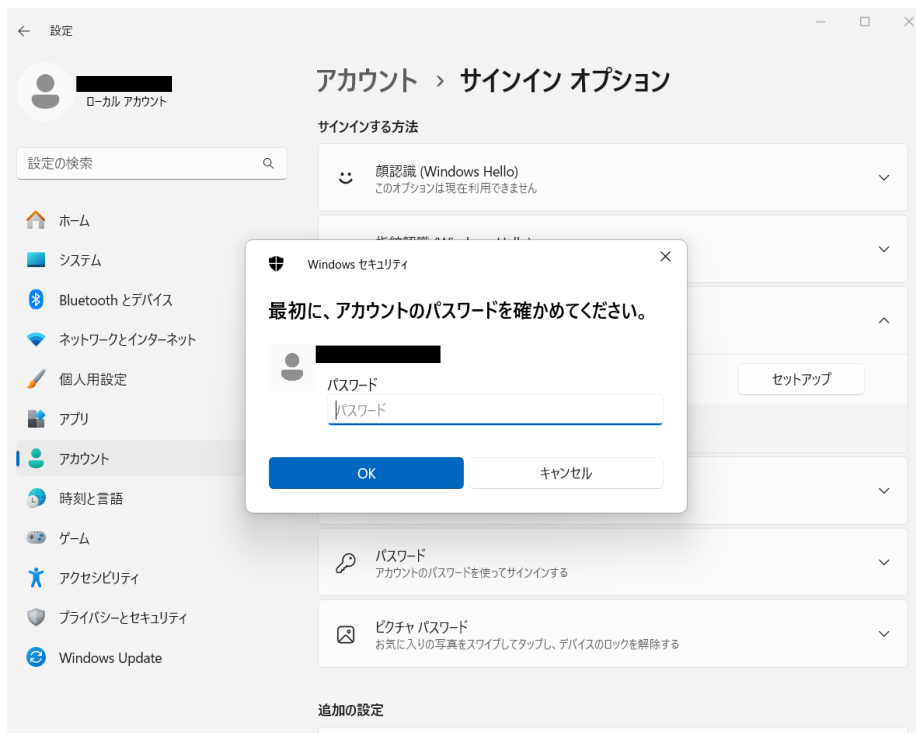 設定
ローカル アカウント
設定の検索
ホーム
システム
Bluetooth とデバイス
ネットワークとインターネット
個人用設定
アプリ
アカウント
時刻と言語
ゲーム
アクセシビリティ
プライバシーとセキュリティ
Windows Update
アカウント › サインイン オプション
サインインする方法
顔認識 (Windows Hello)
このオプションは現在利用できません
Windows セキュリティ
最初に、アカウントのパスワードを確かめてください。
パスワード
パスワード
OK
キャンセル
セットアップ
パスワード
アカウントのパスワードを使ってサインインする
ピクチャ パスワード
お気に入りの写真をスワイプしてタップし、デバイスのロックを解除する
追加の設定